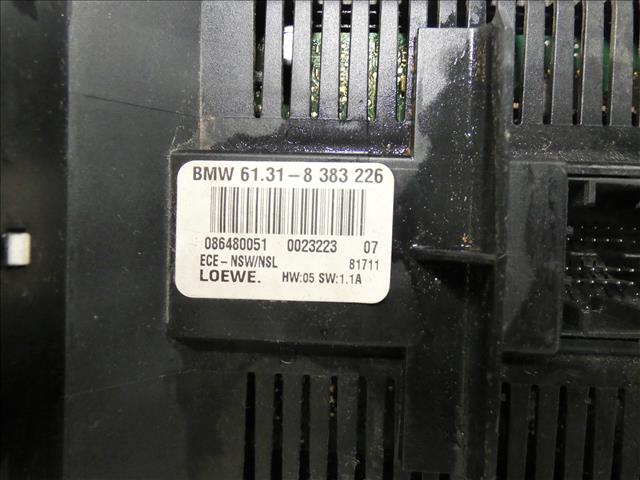 BMW 61.31-8 383 226
086480051 0023223 07
ECE-NSW/NSL 81711
LOEWE. HW:05 SW:1.1A